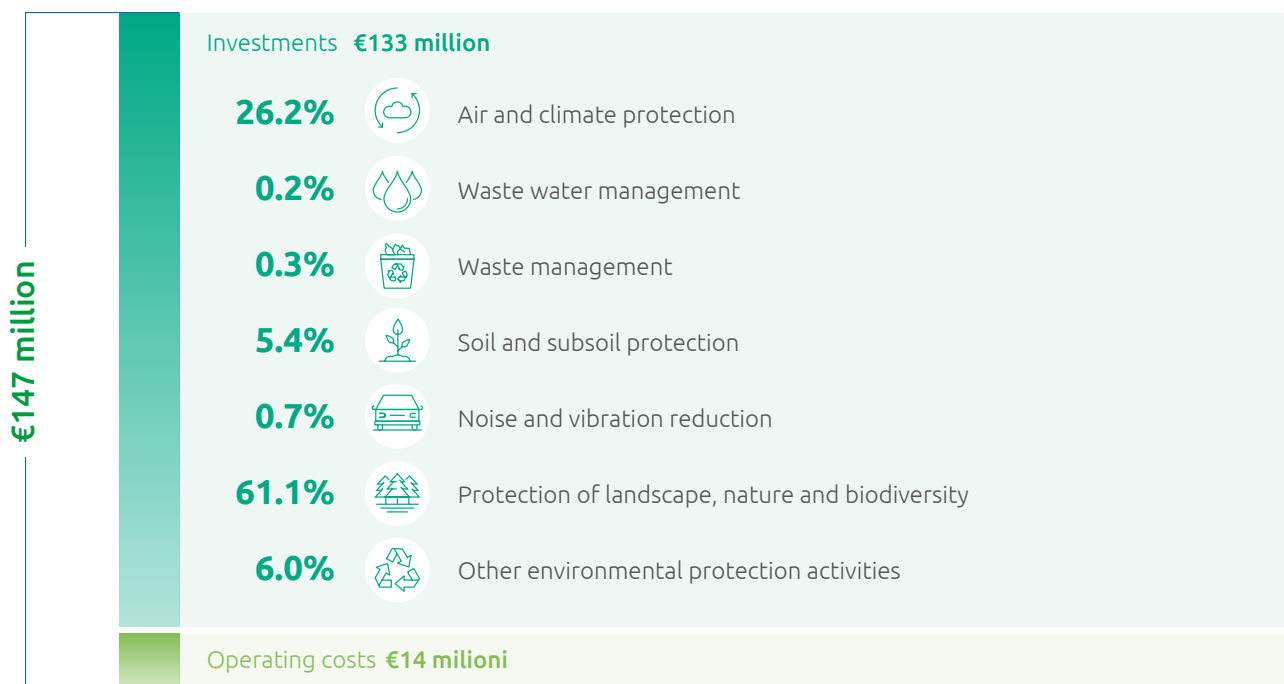 €147 million
Investments €133 million
26.2% Air and climate protection
0.2% Waste water management
0.3% Waste management
5.4% Soil and subsoil protection
0.7% Noise and vibration reduction
61.1% Protection of landscape, nature and biodiversity
6.0% Other environmental protection activities
Operating costs €14 milioni